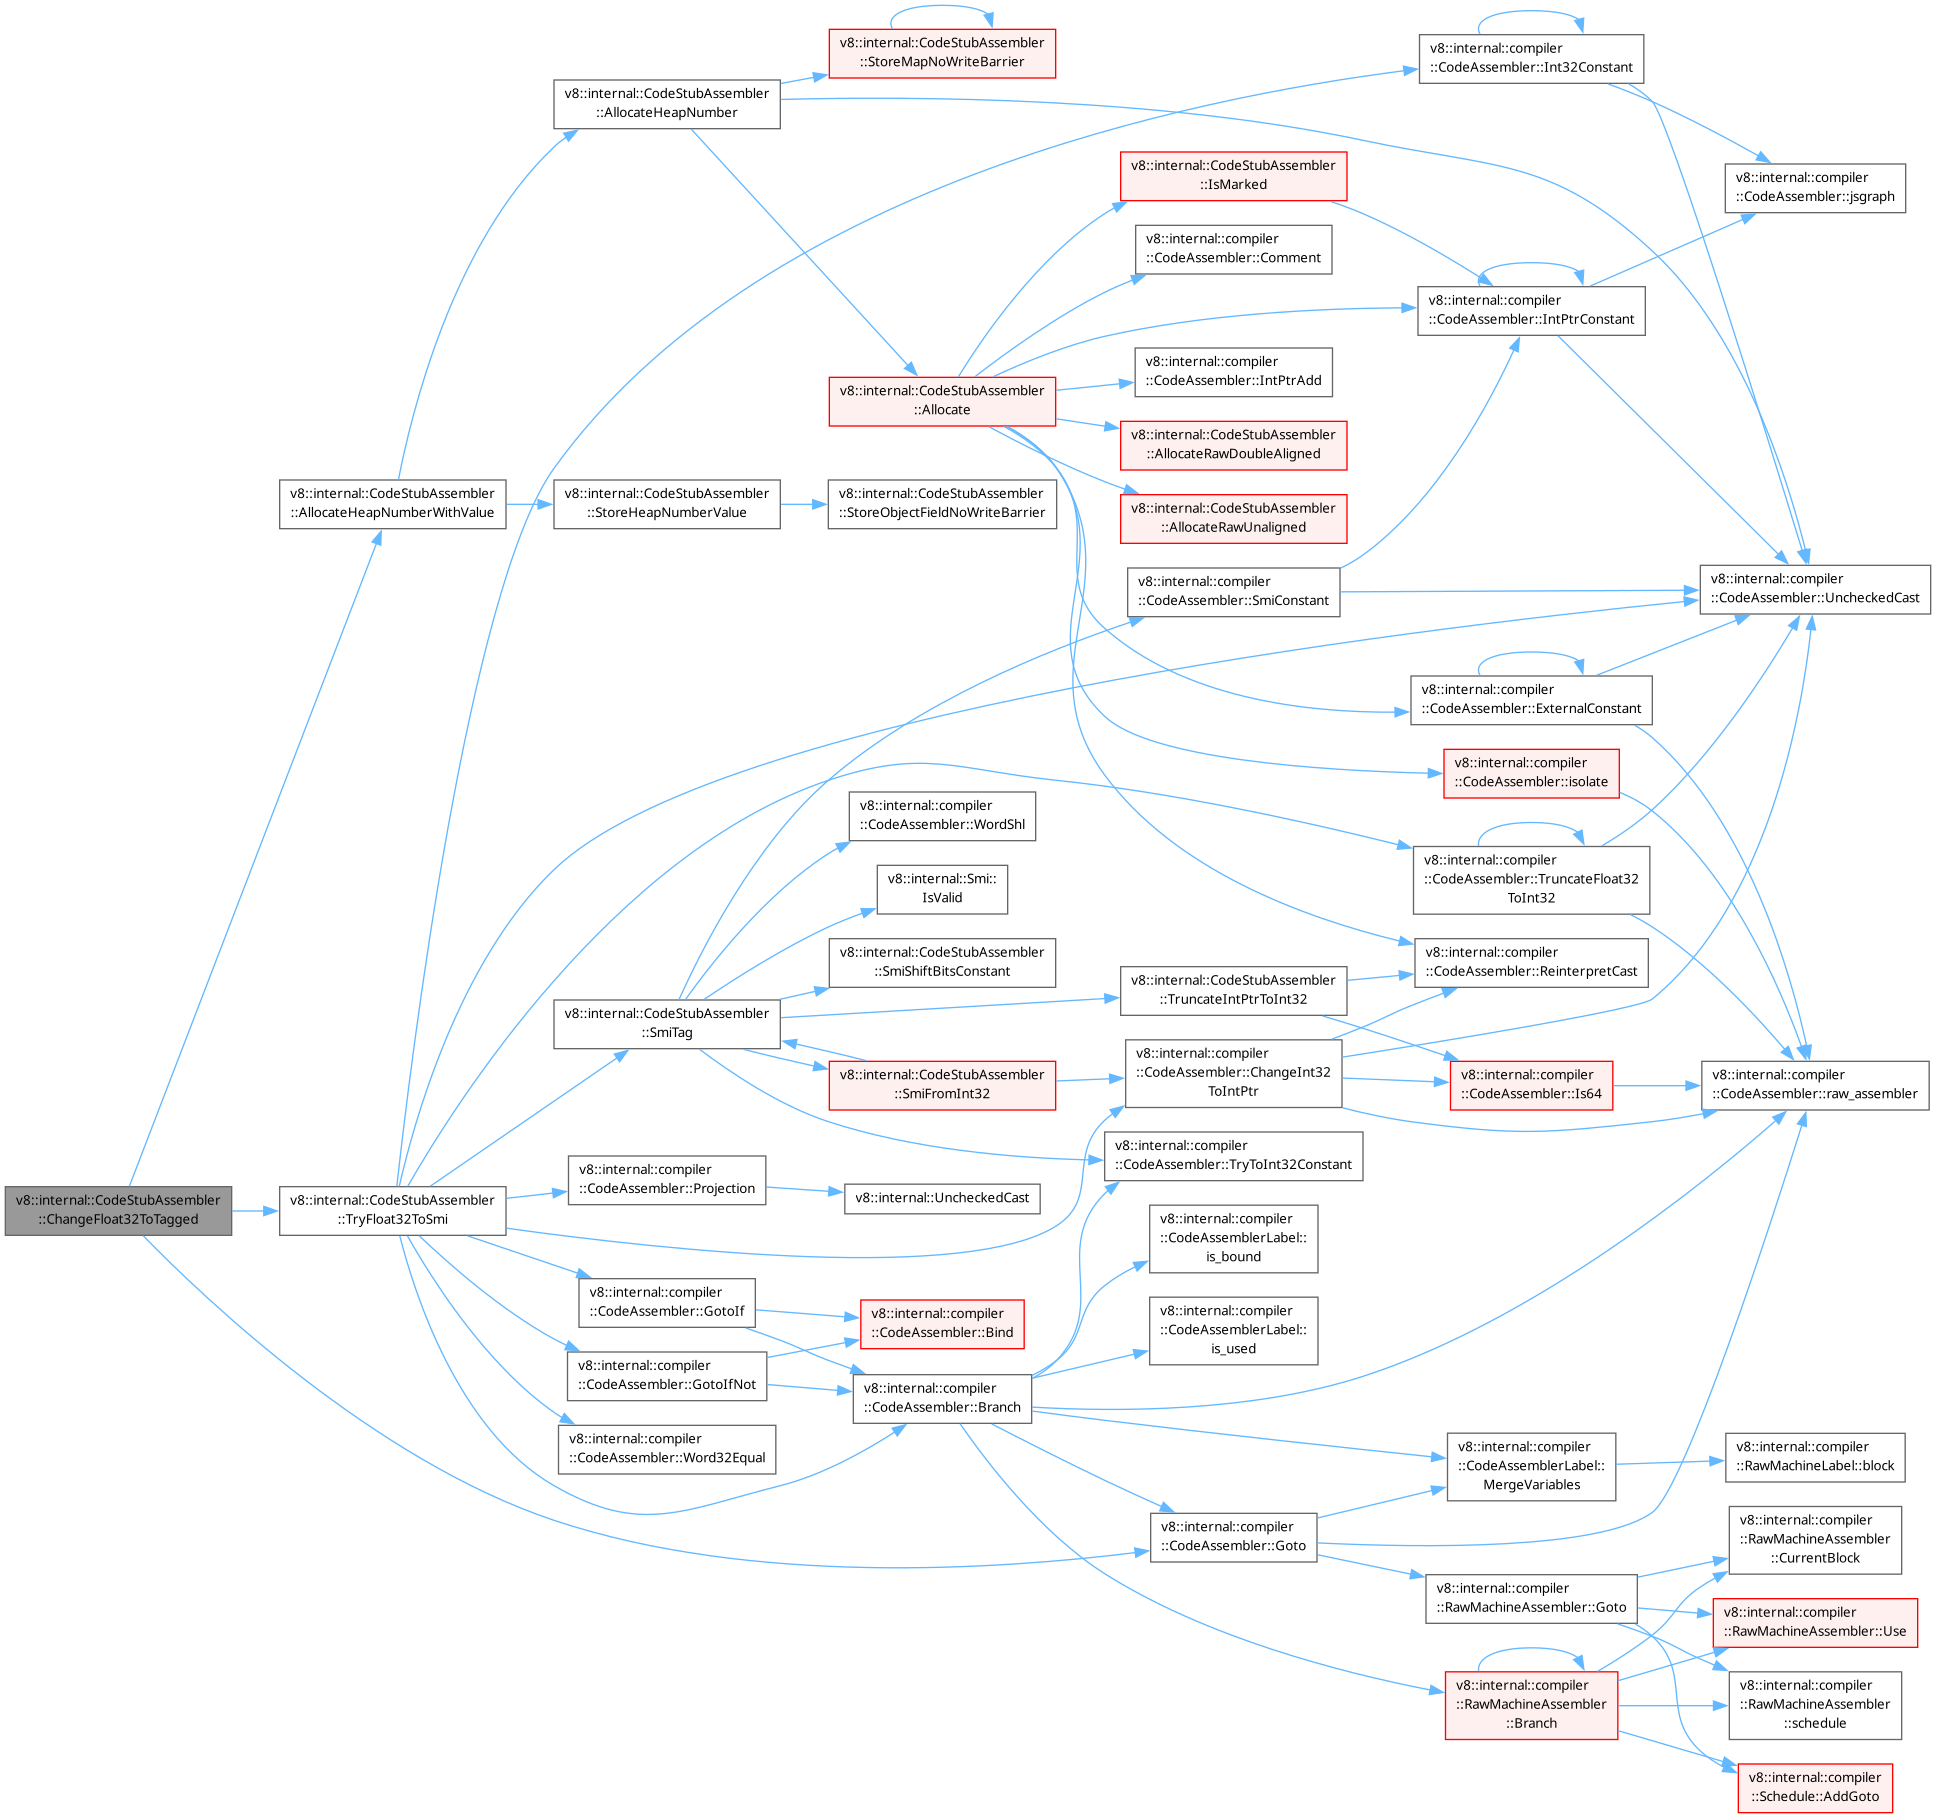 v8::internal::CodeStubAssembler
::ChangeFloat32ToTagged
v8::internal::CodeStubAssembler
::AllocateHeapNumberWithValue
v8::internal::CodeStubAssembler
::TryFloat32ToSmi
v8::internal::CodeStubAssembler
::AllocateHeapNumber
v8::internal::CodeStubAssembler
::StoreHeapNumberValue
v8::internal::CodeStubAssembler
::SmiTag
v8::internal::compiler
::CodeAssembler::Projection
v8::internal::compiler
::CodeAssembler::GotoIf
v8::internal::compiler
::CodeAssembler::GotoIfNot
v8::internal::compiler
::CodeAssembler::Word32Equal
v8::internal::CodeStubAssembler
::StoreMapNoWriteBarrier
v8::internal::CodeStubAssembler
::Allocate
v8::internal::CodeStubAssembler
::StoreObjectFieldNoWriteBarrier
v8::internal::compiler
::CodeAssembler::WordShl
v8::internal::Smi::
IsValid
v8::internal::CodeStubAssembler
::SmiShiftBitsConstant
v8::internal::CodeStubAssembler
::SmiFromInt32
v8::internal::UncheckedCast
v8::internal::compiler
::CodeAssembler::Bind
v8::internal::compiler
::CodeAssembler::Branch
v8::internal::CodeStubAssembler
::IsMarked
v8::internal::compiler
::CodeAssembler::Comment
v8::internal::compiler
::CodeAssembler::IntPtrAdd
v8::internal::CodeStubAssembler
::AllocateRawDoubleAligned
v8::internal::CodeStubAssembler
::AllocateRawUnaligned
v8::internal::compiler
::CodeAssembler::SmiConstant
v8::internal::CodeStubAssembler
::TruncateIntPtrToInt32
v8::internal::compiler
::CodeAssembler::ChangeInt32
ToIntPtr
v8::internal::compiler
::CodeAssembler::TryToInt32Constant
v8::internal::compiler
::CodeAssemblerLabel::
is_bound
v8::internal::compiler
::CodeAssemblerLabel::
is_used
v8::internal::compiler
::CodeAssembler::Goto
v8::internal::compiler
::CodeAssembler::Int32Constant
v8::internal::compiler
::CodeAssembler::IntPtrConstant
v8::internal::compiler
::CodeAssembler::ExternalConstant
v8::internal::compiler
::CodeAssembler::isolate
v8::internal::compiler
::CodeAssembler::TruncateFloat32
ToInt32
v8::internal::compiler
::CodeAssembler::ReinterpretCast
v8::internal::compiler
::CodeAssembler::Is64
v8::internal::compiler
::CodeAssemblerLabel::
MergeVariables
v8::internal::compiler
::RawMachineAssembler::Goto
v8::internal::compiler
::RawMachineAssembler
::Branch
v8::internal::compiler
::CodeAssembler::jsgraph
v8::internal::compiler
::CodeAssembler::UncheckedCast
v8::internal::compiler
::CodeAssembler::raw_assembler
v8::internal::compiler
::RawMachineLabel::block
v8::internal::compiler
::RawMachineAssembler
::CurrentBlock
v8::internal::compiler
::RawMachineAssembler::Use
v8::internal::compiler
::RawMachineAssembler
::schedule
v8::internal::compiler
::Schedule::AddGoto